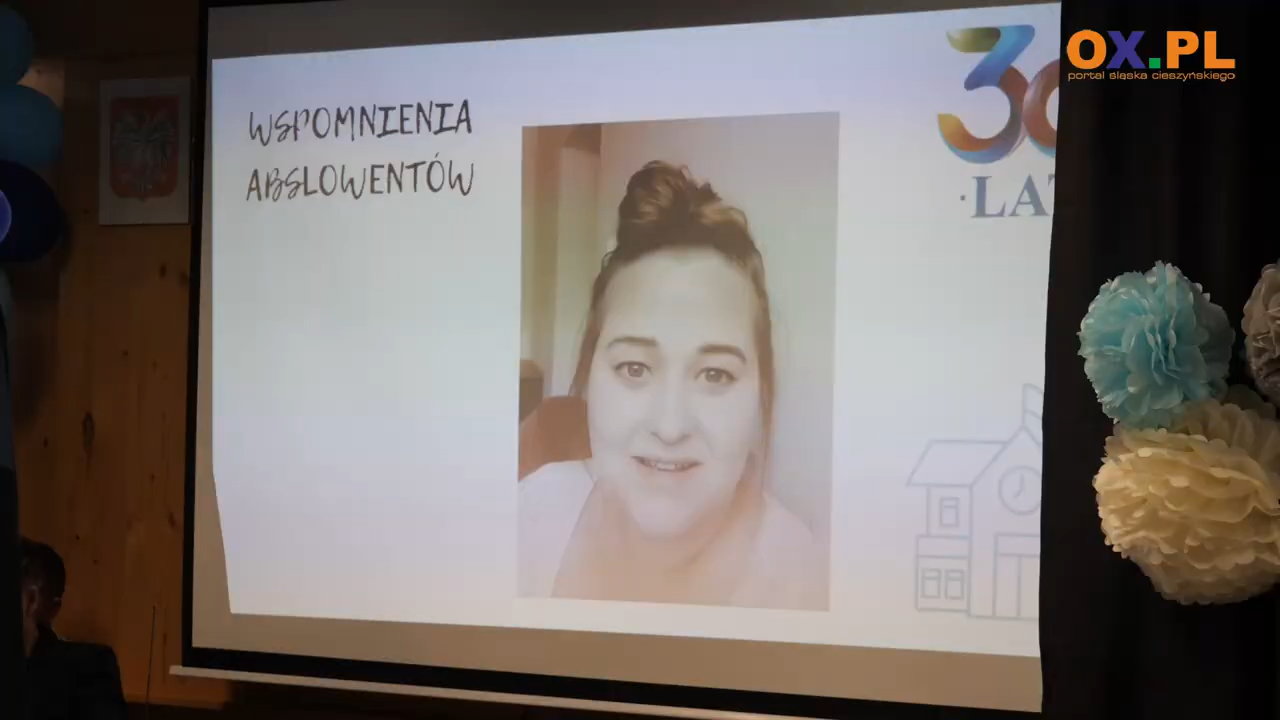 WSPOMNIENIA
ABSLOWENTÓW
30
·LAT
OX.PL
portal śląska cieszyńskiego